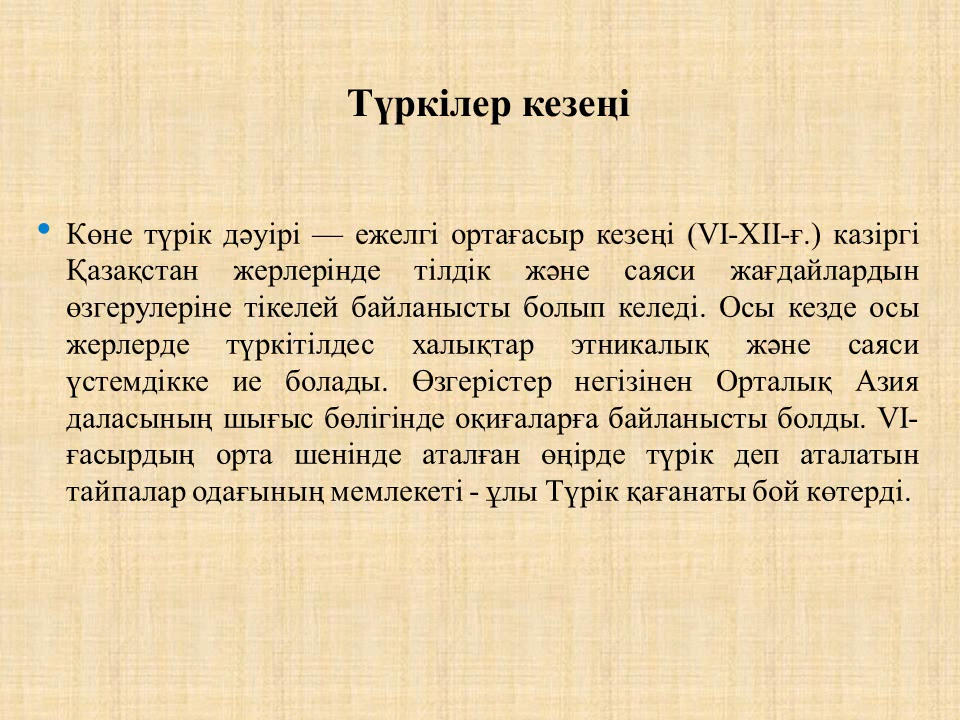 Түркілер кезеңі
• Көне түрік дәуірі — ежелгі ортағасыр кезеңі (VI-XII-ғ.) казіргі
Қазақстан жерлерінде тілдік және саяси жағдайлардын
өзгерулеріне тікелей байланысты болып келеді. Осы кезде осы
жерлерде түркітілдес халықтар этникалық және саяси
үстемдікке ие болады. Өзгерістер негізінен Орталық Азия
даласының шығыс бөлігінде оқиғаларға байланысты болды. VI-
ғасырдың орта шенінде аталған өңірде түрік деп аталатын
тайпалар одағының мемлекеті - ұлы Түрік қағанаты бой көтерді.